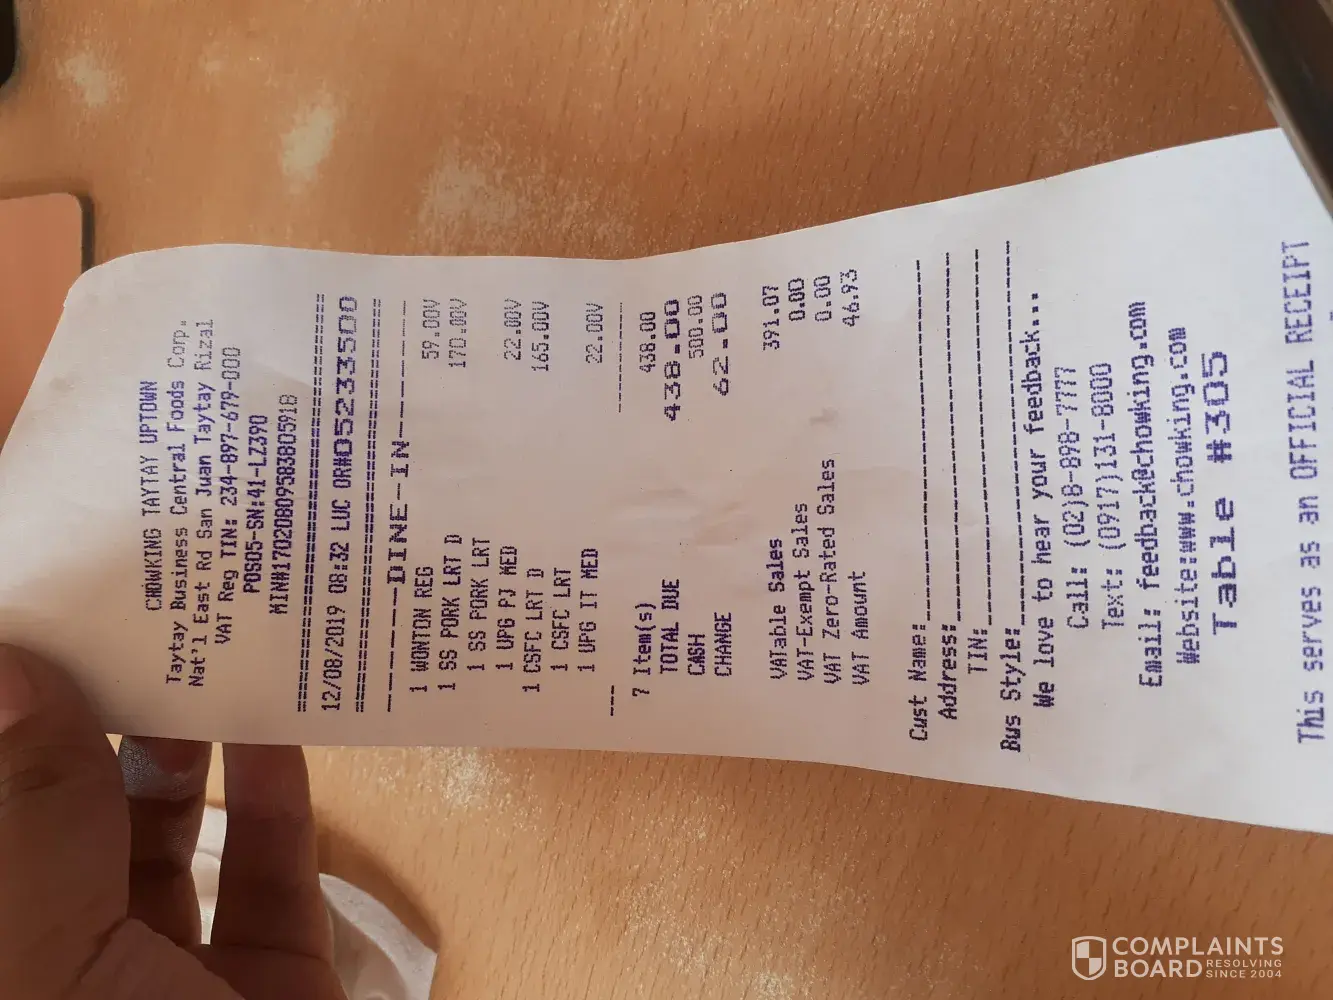 CHOWKING TAYTAY UPTOWN
Taytay Business Central Foods Corp.
Nat'l East Rd San Juan Taytay Rizal
VAT Reg TIN: 234-897-679-000
POS05-SN:41-LZ390
MIN#17020809583805918
12/08/2019 08:32 LUC OR#05233500
DINE-IN
1 WONTON REG 59.00V
1 SS PORK LRT D 170.00V
1 SS PORK LRT
1 UPG PJ MED 22.00V
1 CSFC LRT D 165.00V
1 CSFC LRT
1 UPG IT MED 22.00V
7 Item(s) 438.00
TOTAL DUE 438.00
CASH 500.00
CHANGE 62.00
VATable Sales 391.07
VAT-Exempt Sales 0.00
VAT Zero-Rated Sales 0.00
VAT Amount 46.93
Cust Name:
Address:
TIN:
Bus Style:
We love to hear your feedback...
Call: (02)8-898-7777
Text: (0917)131-8000
Email: feedback@chowking.com
Website:www.chowking.com
Table #305
This serves as an OFFICIAL RECEIPT
COMPLAINTS
BOARD RESOLVING
SINCE 2004